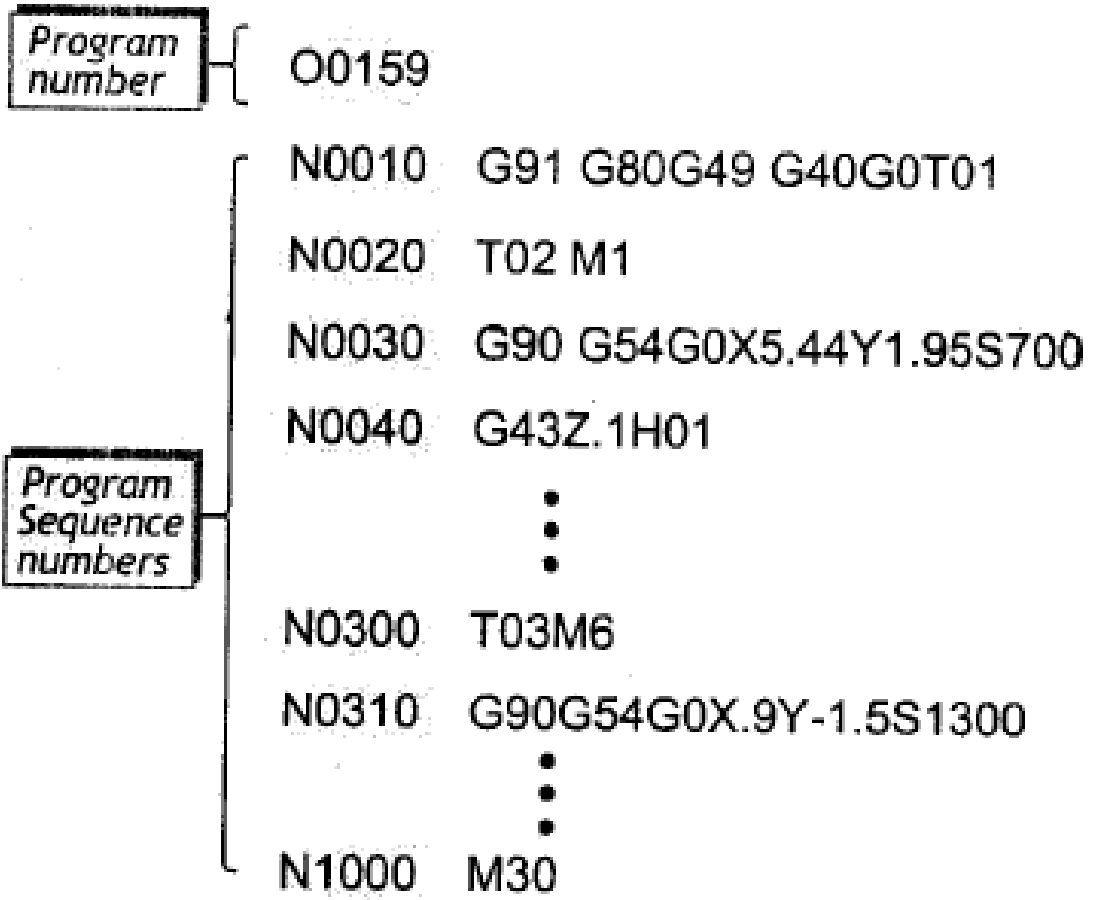 Program
number
O0159
N0010 G91 G80G49 G40G0T01
N0020 T02 M1
N0030 G90 G54G0X5.44Y1.95S700
N0040 G43Z.1H01
Program
Sequence
numbers
N0300 T03M6
N0310 G90G54G0X.9Y-1.5S1300
N1000 M30